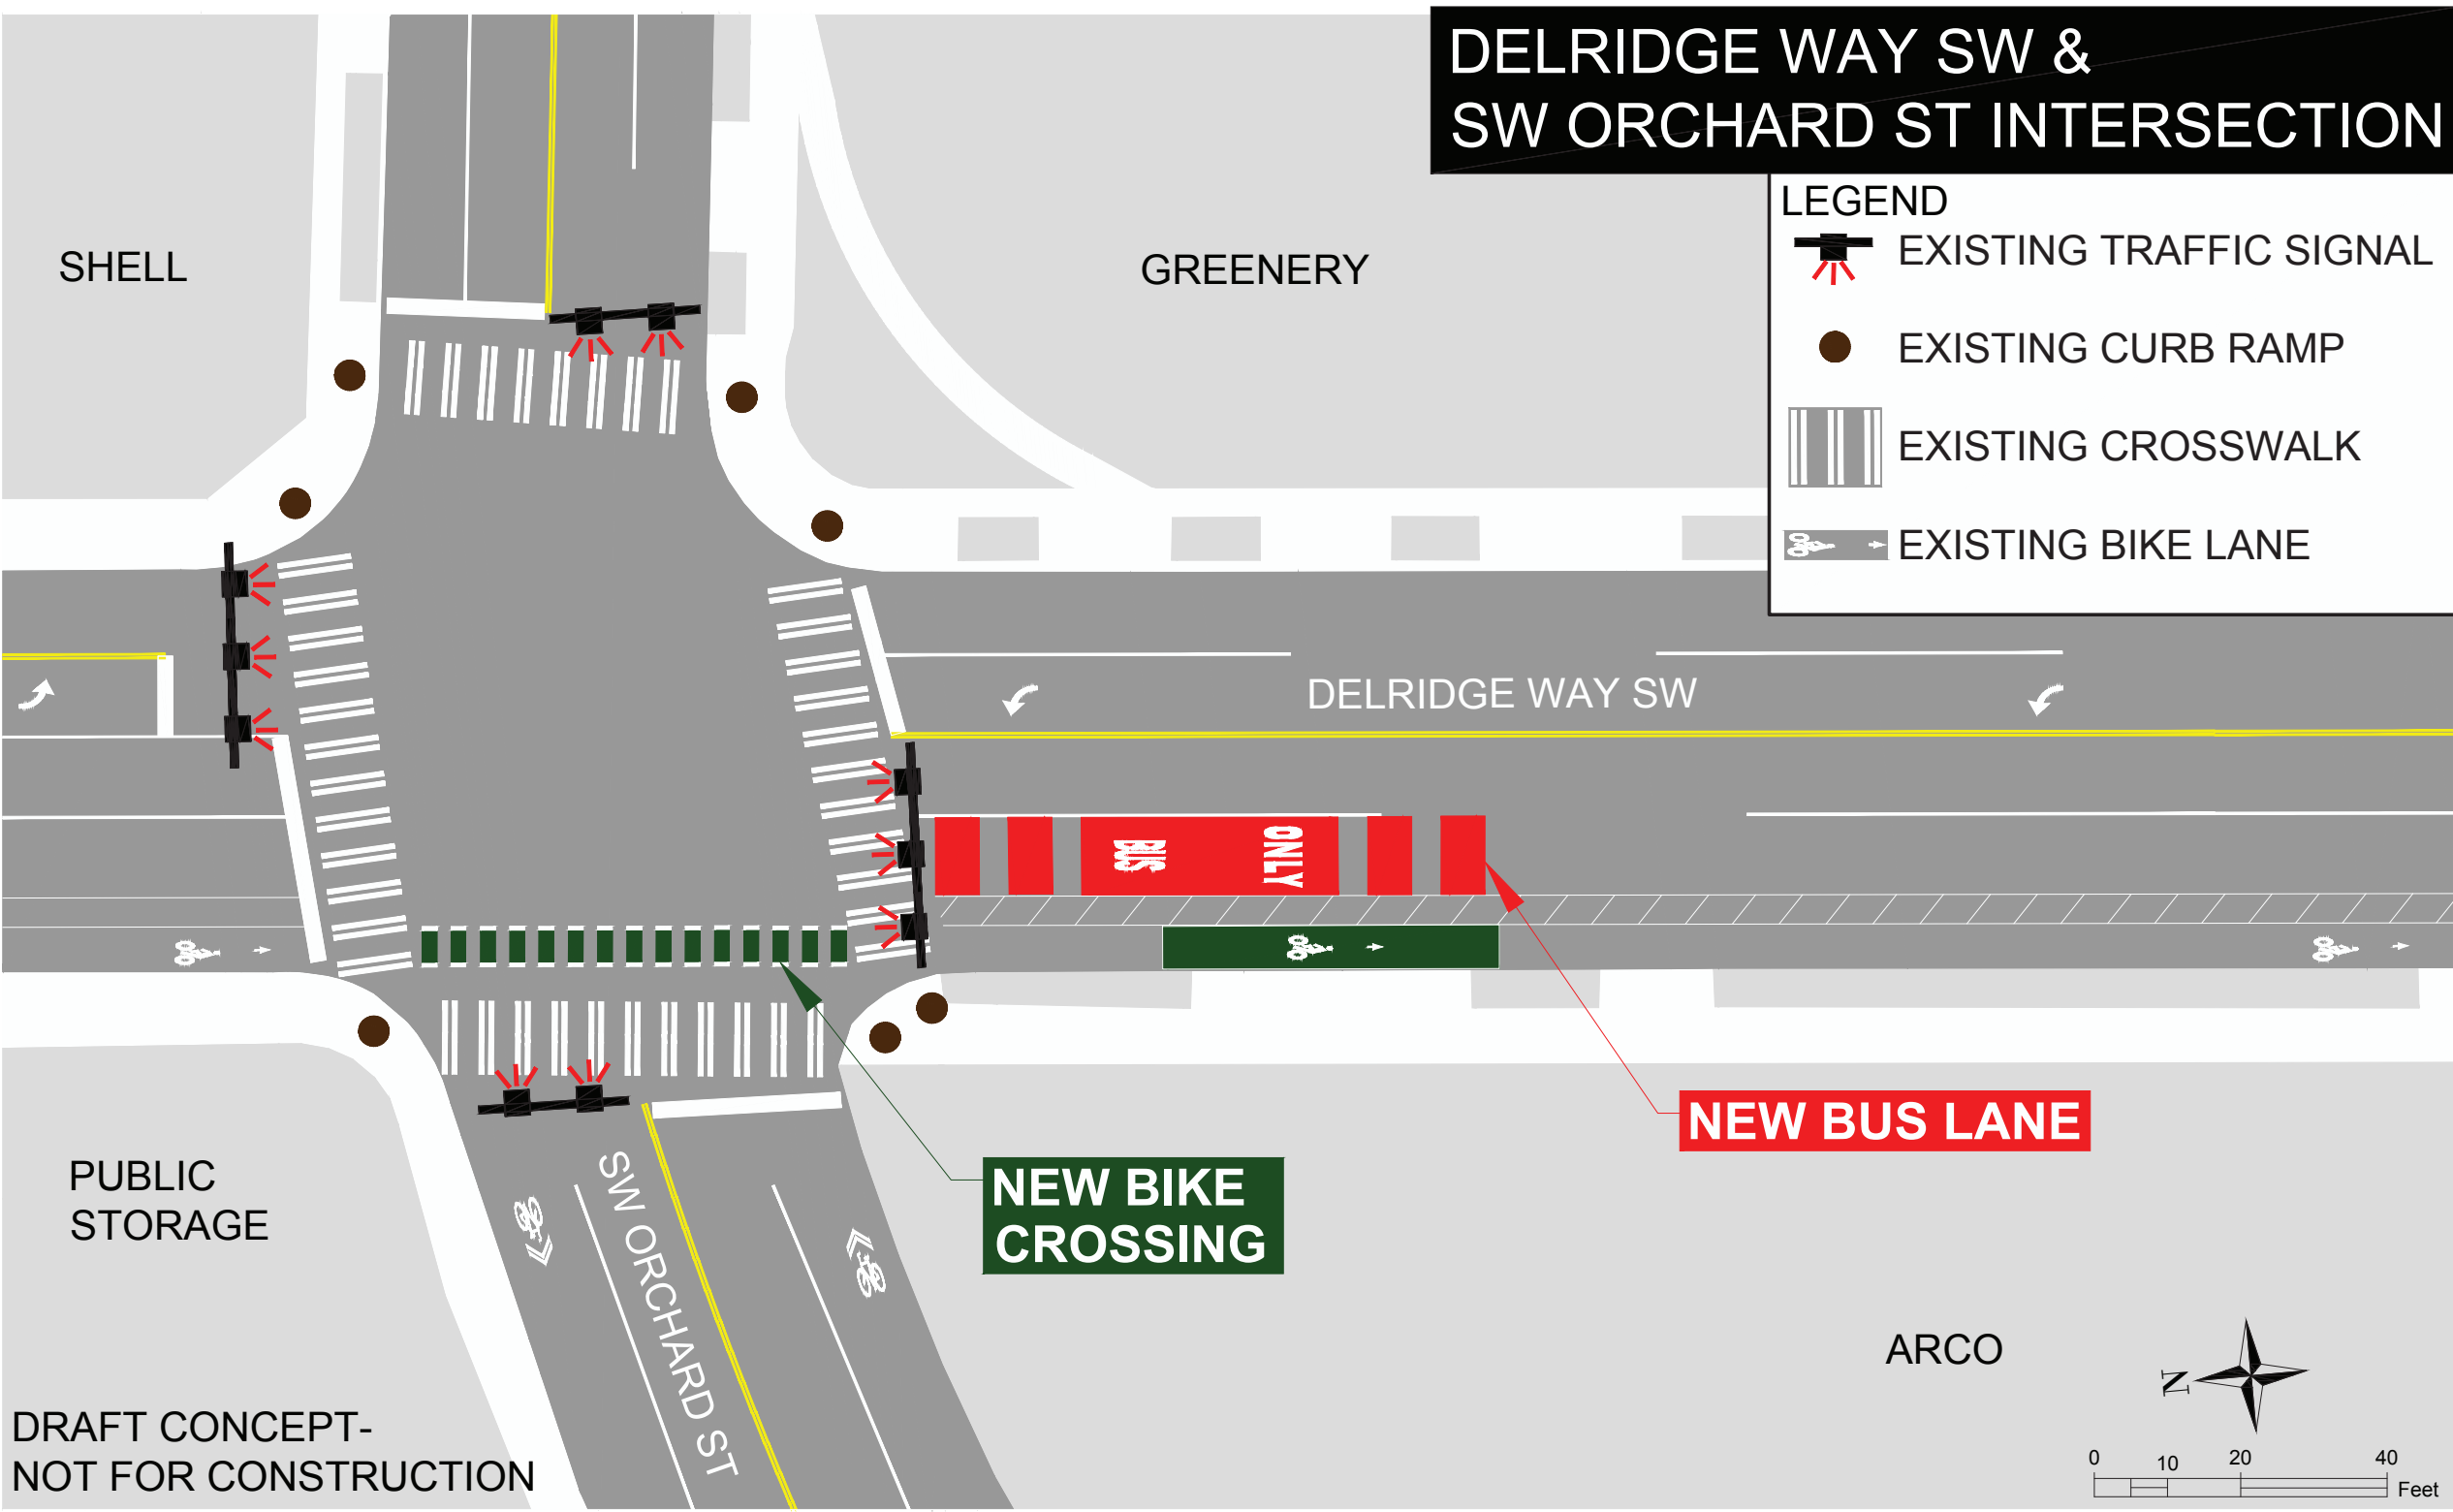 DELRIDGE WAY SW &
SW ORCHARD ST INTERSECTION
LEGEND
EXISTING TRAFFIC SIGNAL
EXISTING CURB RAMP
EXISTING CROSSWALK
EXISTING BIKE LANE
SHELL
GREENERY
DELRIDGE WAY SW
BUS
ONLY
NEW BUS LANE
NEW BIKE
CROSSING
SW ORCHARD ST
PUBLIC
STORAGE
ARCO
N
DRAFT CONCEPT-
NOT FOR CONSTRUCTION
0 10 20 40
Feet